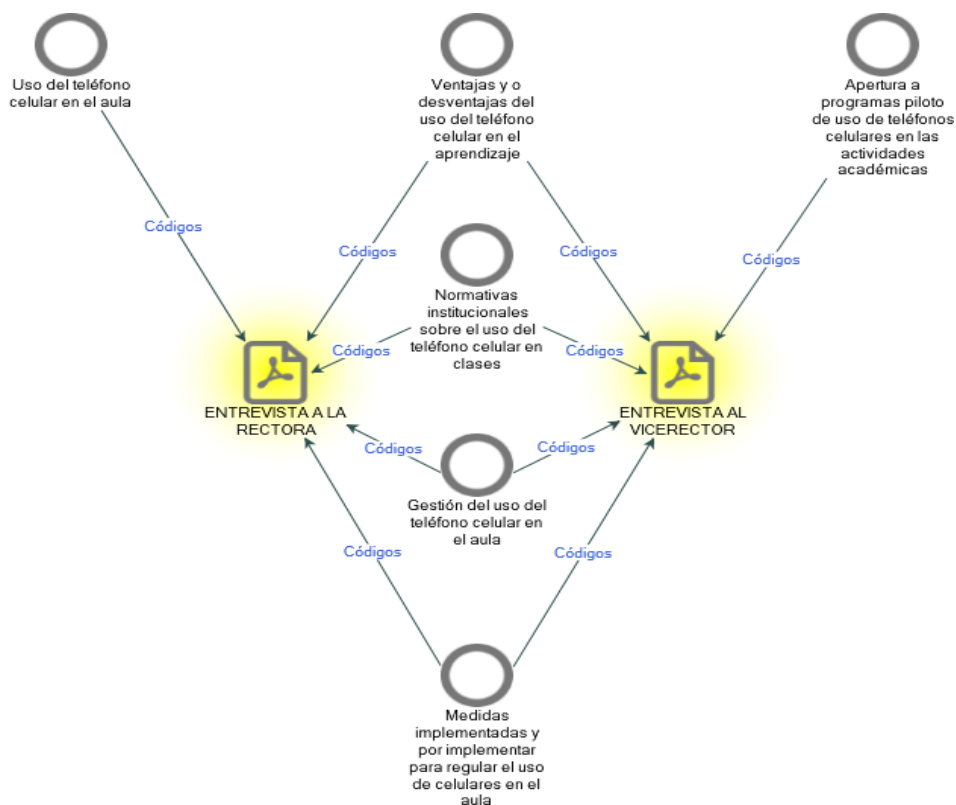 Uso del teléfono
celular en el aula
Ventajas y o
desventajas del
uso del teléfono
celular en el
aprendizaje
Apertura a
programas piloto
de uso de teléfonos
celulares en las
actividades
académicas
Códigos
Códigos
Códigos
Códigos
Normativas
institucionales
sobre el uso del
teléfono celular en
clases
Códigos
Códigos
ENTREVISTA A LA
RECTORA
ENTREVISTA AL
VICERECTOR
Códigos
Códigos
Gestión del uso del
teléfono celular en
el aula
Códigos
Códigos
Medidas
implementadas y
por implementar
para regular el uso
de celulares en el
aula